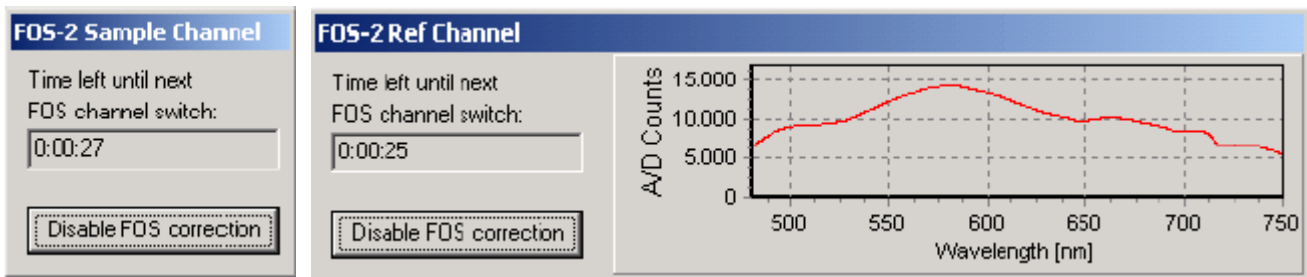 FOS-2 Sample Channel
Time left until next
FOS channel switch:
0:00:27
Disable FOS correction
FOS-2 Ref Channel
Time left until next
FOS channel switch:
0:00:25
Disable FOS correction
A/D Counts
15.000
10.000
5.000
0
500 550 600 650 700 750
Wavelength [nm]